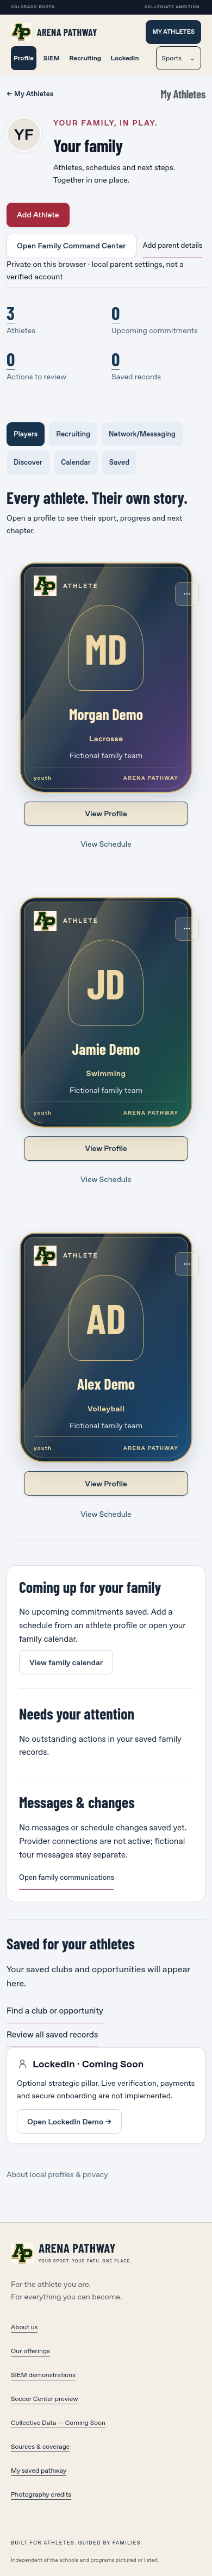 COLORADO ROOTS.
COLLEGIATE AMBITION.
AP
ARENA PATHWAY
MY ATHLETES
Profile
SIEM
Recruiting
LockedIn
Sports
← My Athletes
My Athletes
YF
YOUR FAMILY, IN PLAY.
Your family
Athletes, schedules and next steps.
Together in one place.
Add Athlete
Open Family Command Center
Add parent details
Private on this browser · local parent settings, not a
verified account
3
Athletes
0
Upcoming commitments
0
Actions to review
0
Saved records
Players
Recruiting
Network/Messaging
Discover
Calendar
Saved
Every athlete. Their own story.
Open a profile to see their sport, progress and next
chapter.
AP
ATHLETE
...
MD
Morgan Demo
Lacrosse
Fictional family team
youth
ARENA PATHWAY
View Profile
View Schedule
AP
ATHLETE
...
JD
Jamie Demo
Swimming
Fictional family team
youth
ARENA PATHWAY
View Profile
View Schedule
AP
ATHLETE
...
AD
Alex Demo
Volleyball
Fictional family team
youth
ARENA PATHWAY
View Profile
View Schedule
Coming up for your family
No upcoming commitments saved. Add a
schedule from an athlete profile or open your
family calendar.
View family calendar
Needs your attention
No outstanding actions in your saved family
records.
Messages & changes
No messages or schedule changes saved yet.
Provider connections are not active; fictional
tour messages stay separate.
Open family communications
Saved for your athletes
Your saved clubs and opportunities will appear
here.
Find a club or opportunity
Review all saved records
LockedIn · Coming Soon
Optional strategic pillar. Live verification, payments
and secure onboarding are not implemented.
Open LockedIn Demo →
About local profiles & privacy
AP
ARENA PATHWAY
YOUR SPORT. YOUR PATH. ONE PLACE.
For the athlete you are.
For everything you can become.
About us
Our offerings
SIEM demonstrations
Soccer Center preview
Collective Data — Coming Soon
Sources & coverage
My saved pathway
Photography credits
BUILT FOR ATHLETES. GUIDED BY FAMILIES.
Independent of the schools and programs pictured or listed.